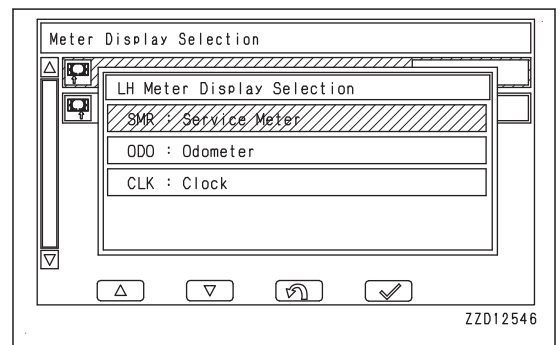 Meter Display Selection
LH Meter Display Selection
SMR : Service Meter
ODO : Odometer
CLK : Clock
ZZD12546